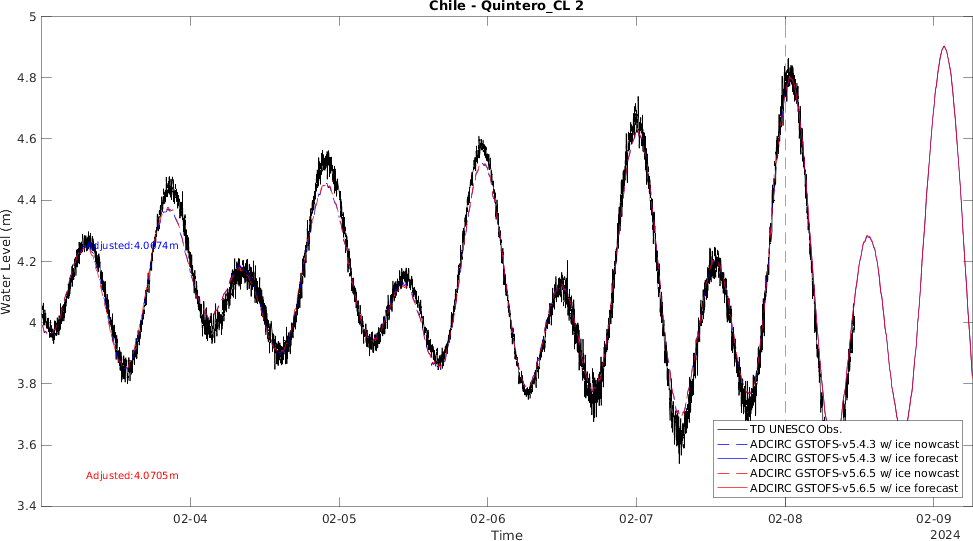 Chile - Quintero_CL 2
5
4.8
4.6
4.4
4.2
4
3.8
3.6
3.4
Water Level (m)
Adjusted:4.0674m
Adjusted:4.0705m
TD UNESCO Obs.
ADCIRC GSTOFS-v5.4.3 w/ ice nowcast
ADCIRC GSTOFS-v5.4.3 w/ ice forecast
ADCIRC GSTOFS-v5.6.5 w/ ice nowcast
ADCIRC GSTOFS-v5.6.5 w/ ice forecast
02-04
02-05
02-06
02-07
02-08
02-09
2024
Time